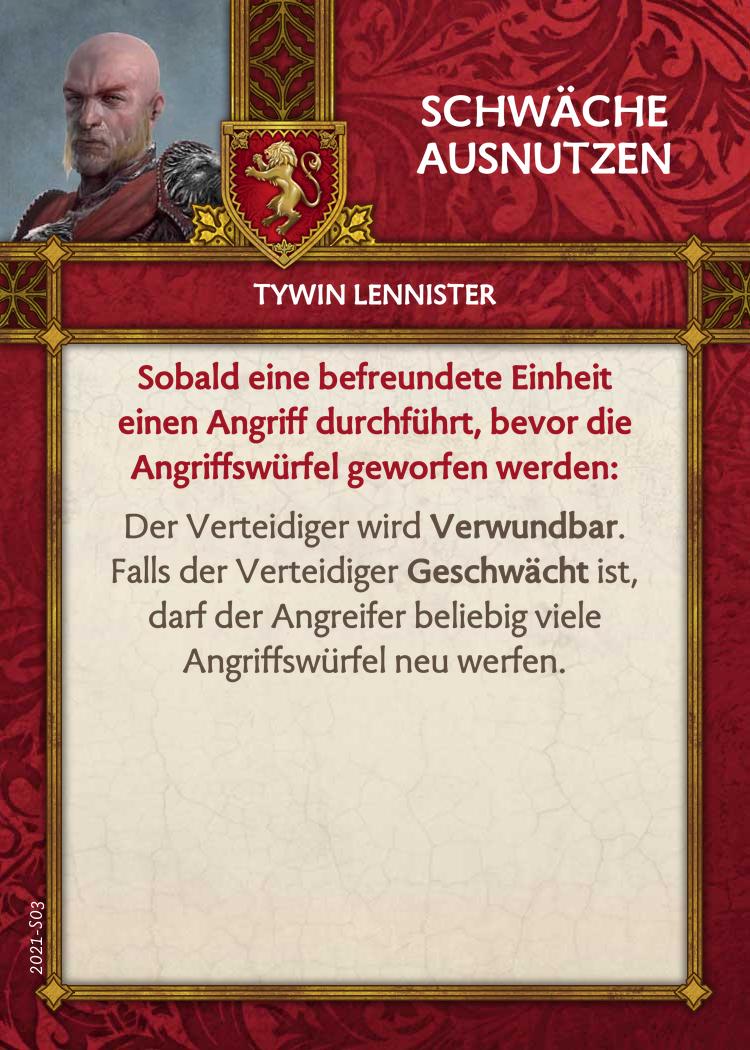 SCHWÄCHE
AUSNUTZEN
TYWIN LENNISTER
Sobald eine befreundete Einheit
einen Angriff durchführt, bevor die
Angriffswürfel geworfen werden:
Der Verteidiger wird Verwundbar.
Falls der Verteidiger Geschwächt ist,
darf der Angreifer beliebig viele
Angriffswürfel neu werfen.
2021-S03